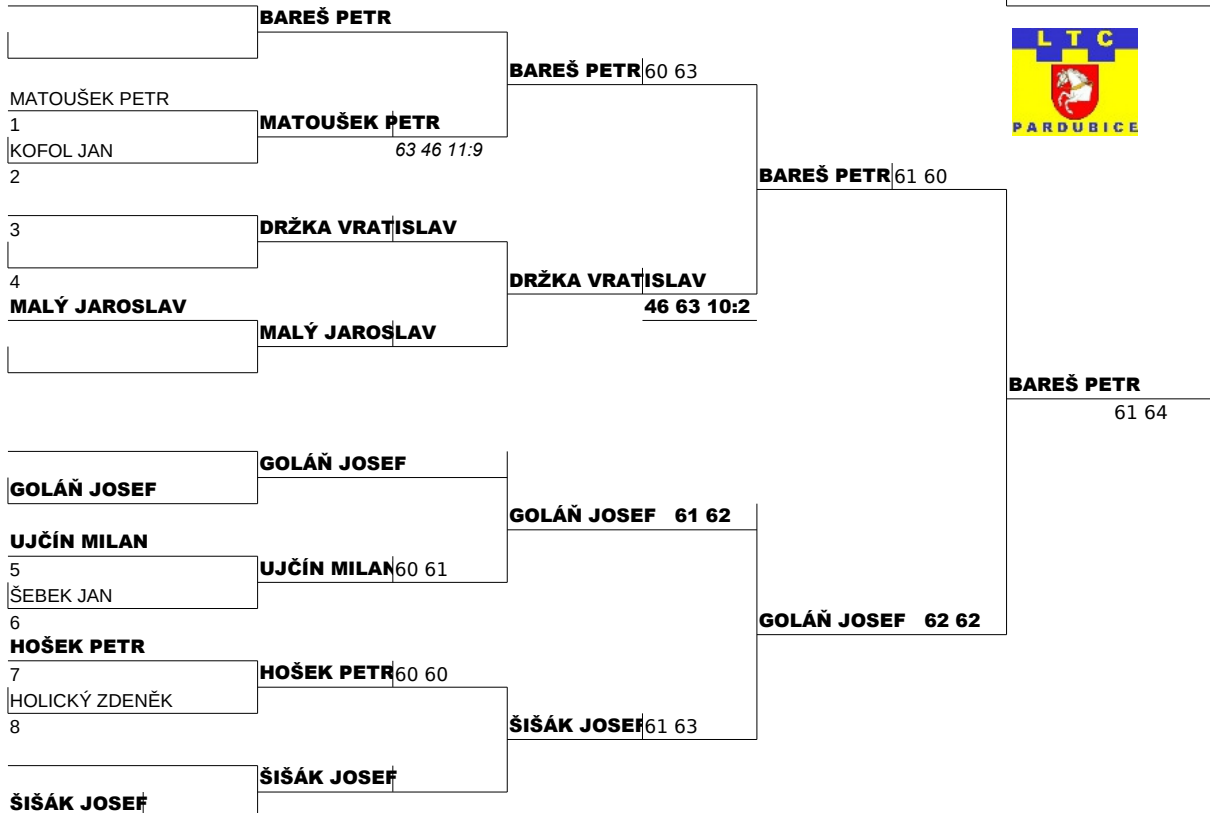 BAREŠ PETR
L T C
BAREŠ PETR 60 63
MATOUŠEK PETR
1
MATOUŠEK PETR
PARDUBICE
KOFOL JAN
63 46 11:9
2
BAREŠ PETR 61 60
3
DRŽKA VRATISLAV
4
DRŽKA VRATISLAV
MALÝ JAROSLAV
46 63 10:2
MALÝ JAROSLAV
BAREŠ PETR
61 64
GOLÁŇ JOSEF
GOLÁŇ JOSEF
GOLÁŇ JOSEF 61 62
UJČÍN MILAN
5
UJČÍN MILAN 60 61
ŠEBEK JAN
6
GOLÁŇ JOSEF 62 62
HOŠEK PETR
7
HOŠEK PETR 60 60
HOLICKÝ ZDENĚK
8
ŠIŠÁK JOSEF 61 63
ŠIŠÁK JOSEF
ŠIŠÁK JOSEF